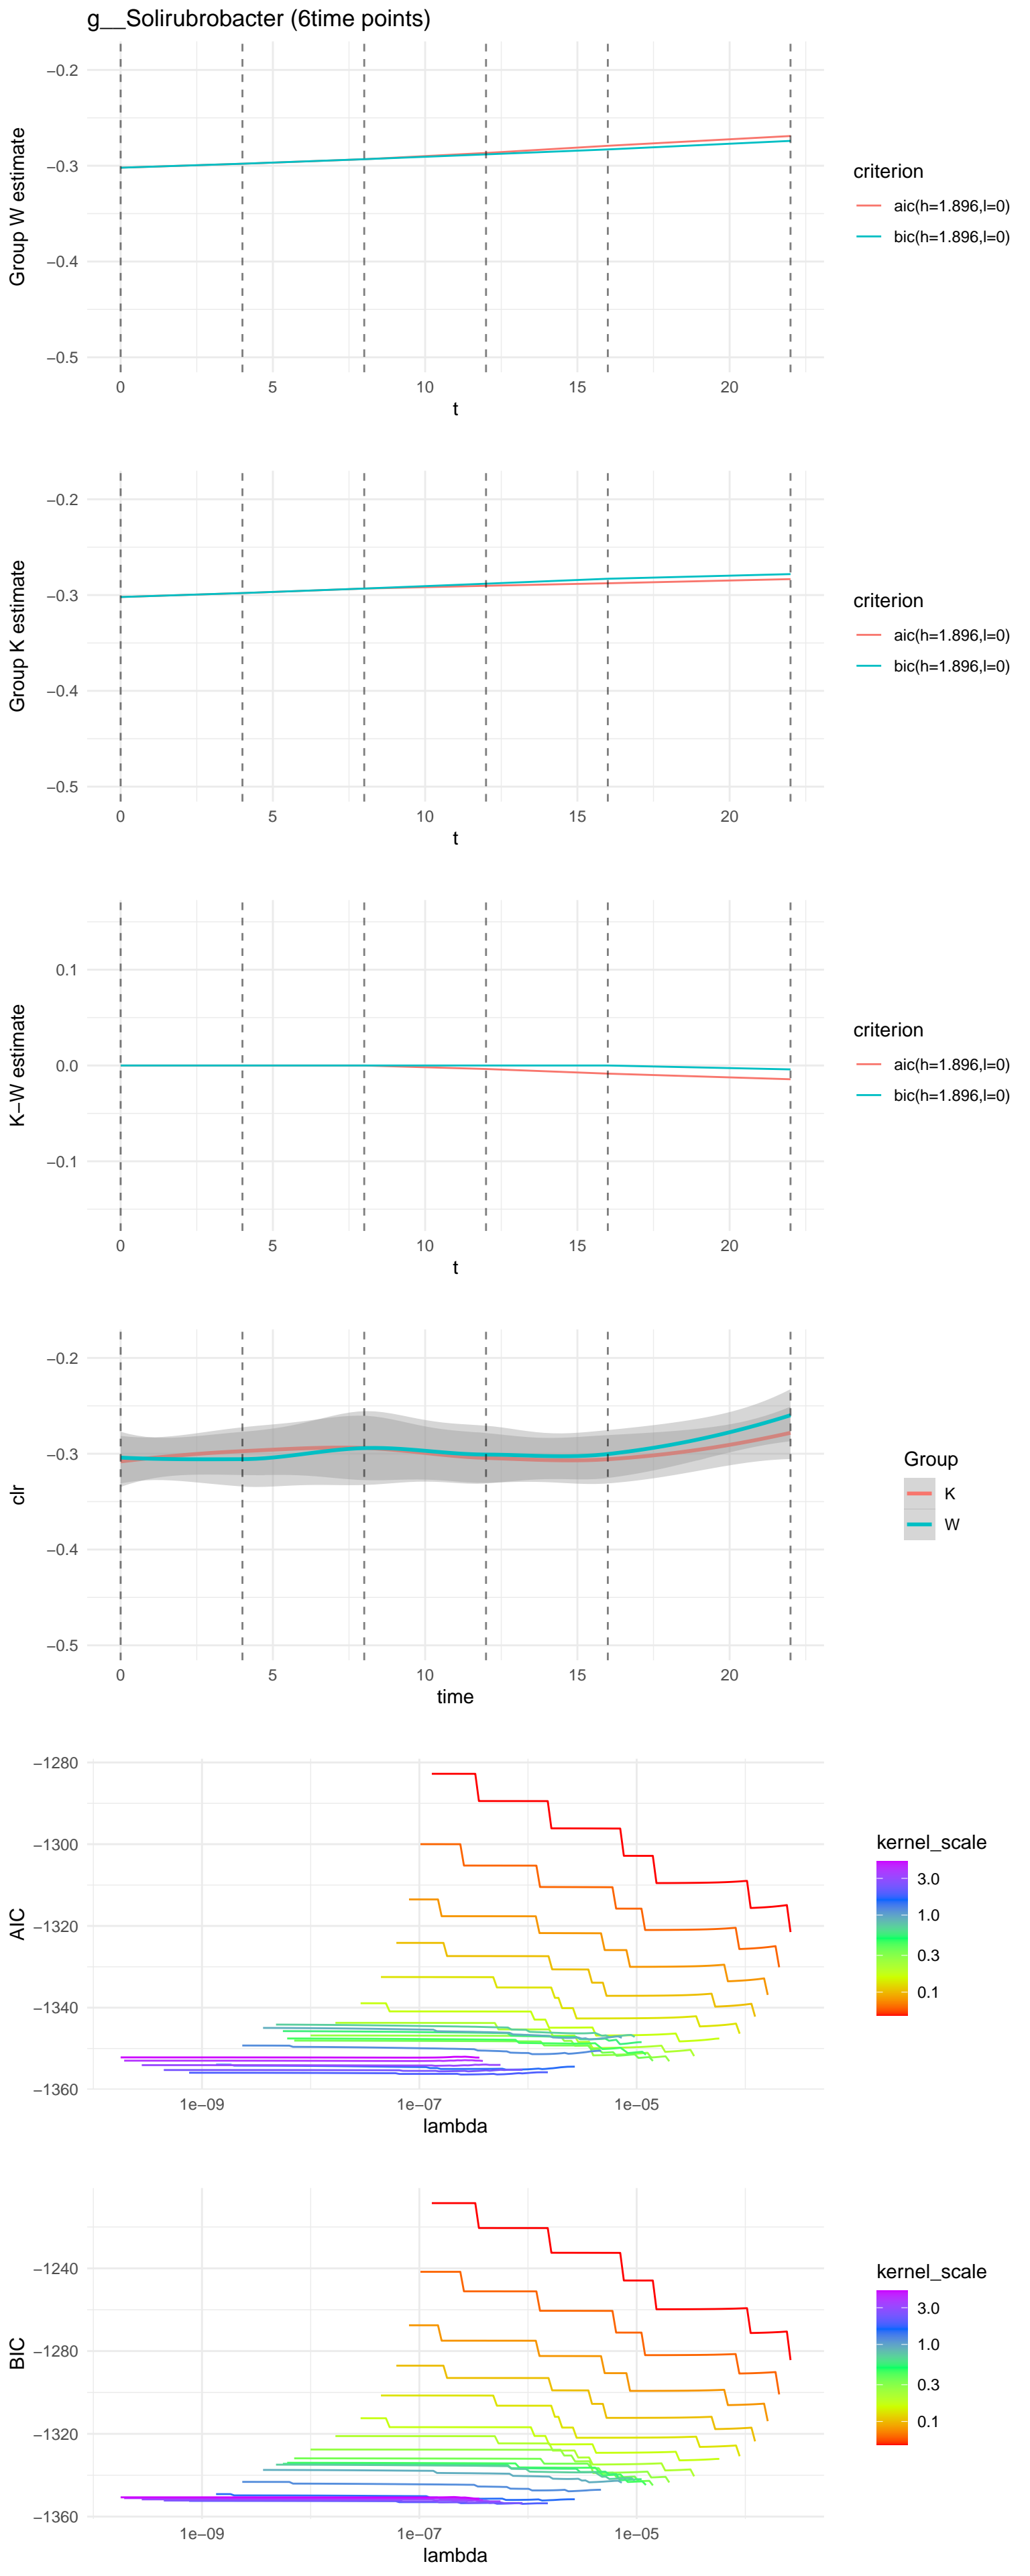 g__Solirubrobacter (6time points)
−0.2
−0.3
−0.4
−0.5
Group W estimate
0 5 10 15 20
t
criterion
aic(h=1.896,l=0)
bic(h=1.896,l=0)
−0.2
−0.3
−0.4
−0.5
Group K estimate
0 5 10 15 20
t
criterion
aic(h=1.896,l=0)
bic(h=1.896,l=0)
0.1
0.0
−0.1
K−W estimate
0 5 10 15 20
t
criterion
aic(h=1.896,l=0)
bic(h=1.896,l=0)
−0.2
−0.3
−0.4
−0.5
clr
0 5 10 15 20
time
Group
K
W
−1280
−1300
−1320
−1340
−1360
AIC
1e−09 1e−07 1e−05
lambda
kernel_scale
3.0
1.0
0.3
0.1
−1240
−1280
−1320
−1360
BIC
1e−09 1e−07 1e−05
lambda
kernel_scale
3.0
1.0
0.3
0.1